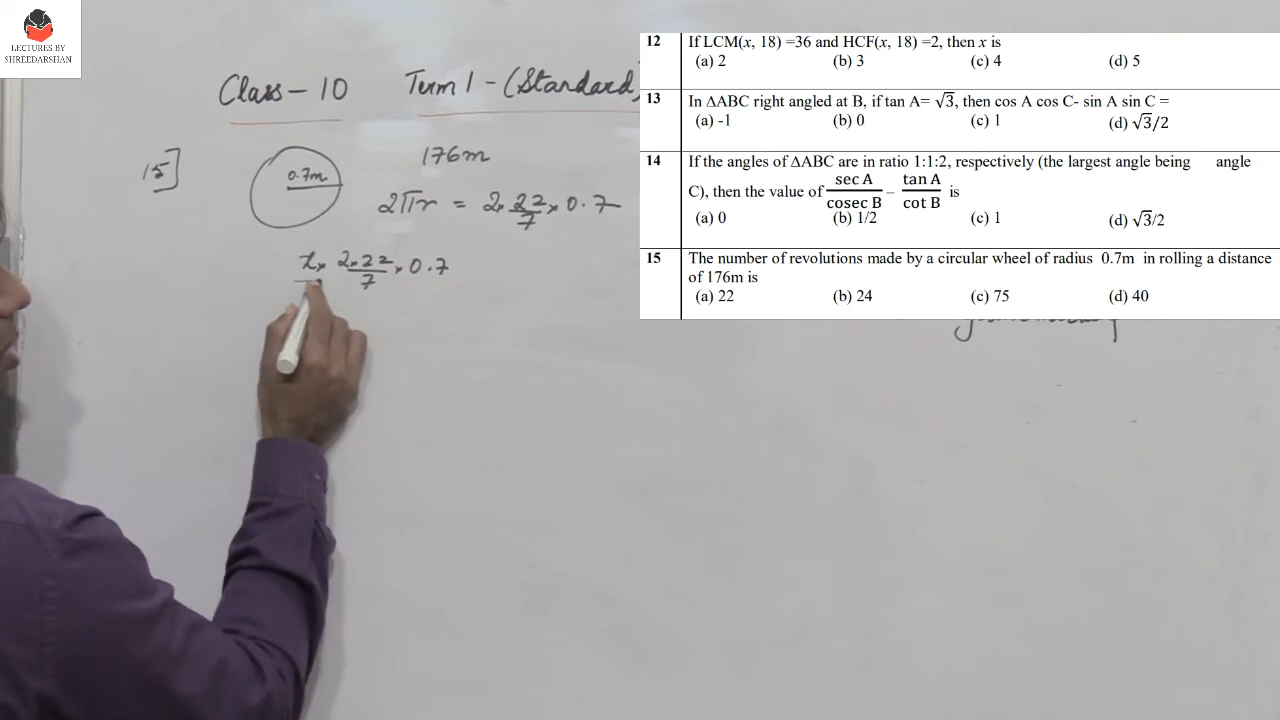 LECTURES BY
SHREEDARSHAN
Class – 10 Term 1 – (Standard)
15]
0.7m
176m
2πr = 2 × 22/7 × 0.7
x × 2×22/7 × 0.7
12 If LCM(x, 18) =36 and HCF(x, 18) =2, then x is
(a) 2 (b) 3 (c) 4 (d) 5
13 In ΔABC right angled at B, if tan A= √3, then cos A cos C- sin A sin C =
(a) -1 (b) 0 (c) 1 (d) √3/2
14 If the angles of ΔABC are in ratio 1:1:2, respectively (the largest angle being angle
C), then the value of sec A/cosec B – tan A/cot B is
(a) 0 (b) 1/2 (c) 1 (d) √3/2
15 The number of revolutions made by a circular wheel of radius 0.7m in rolling a distance
of 176m is
(a) 22 (b) 24 (c) 75 (d) 40